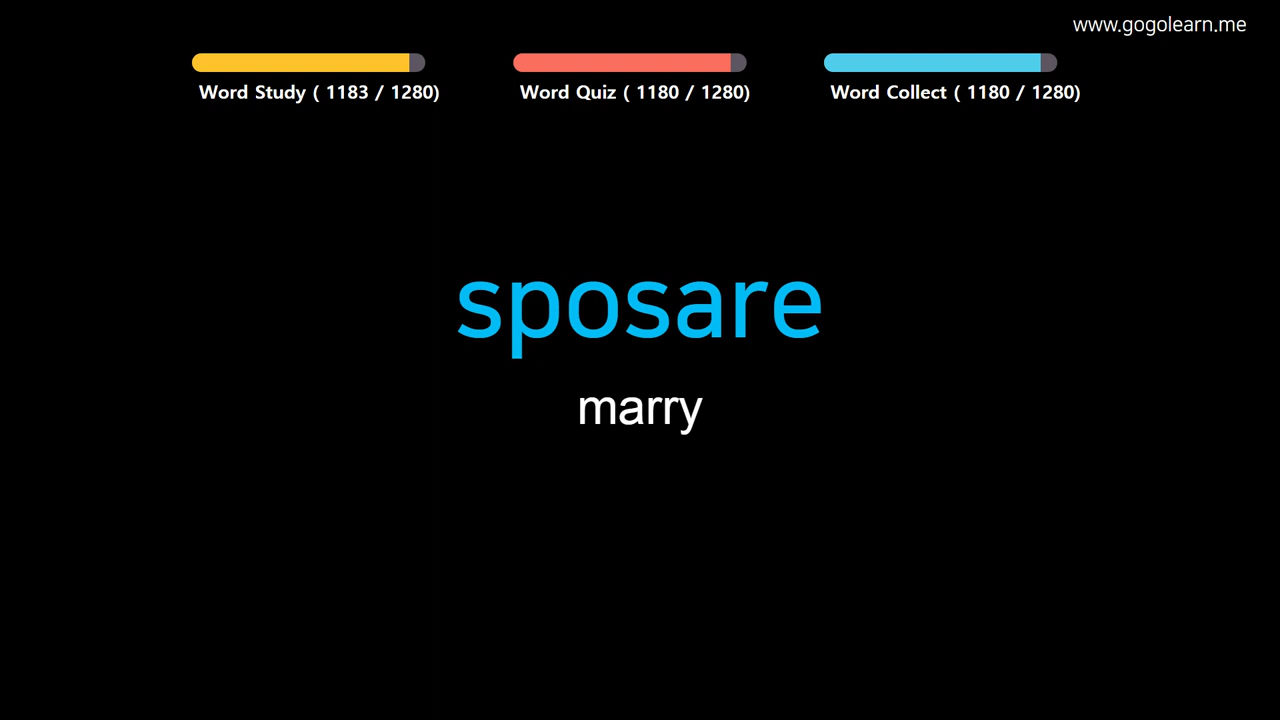 www.gogolearn.me
Word Study ( 1183 / 1280)
Word Quiz ( 1180 / 1280)
Word Collect ( 1180 / 1280)
sposare
marry